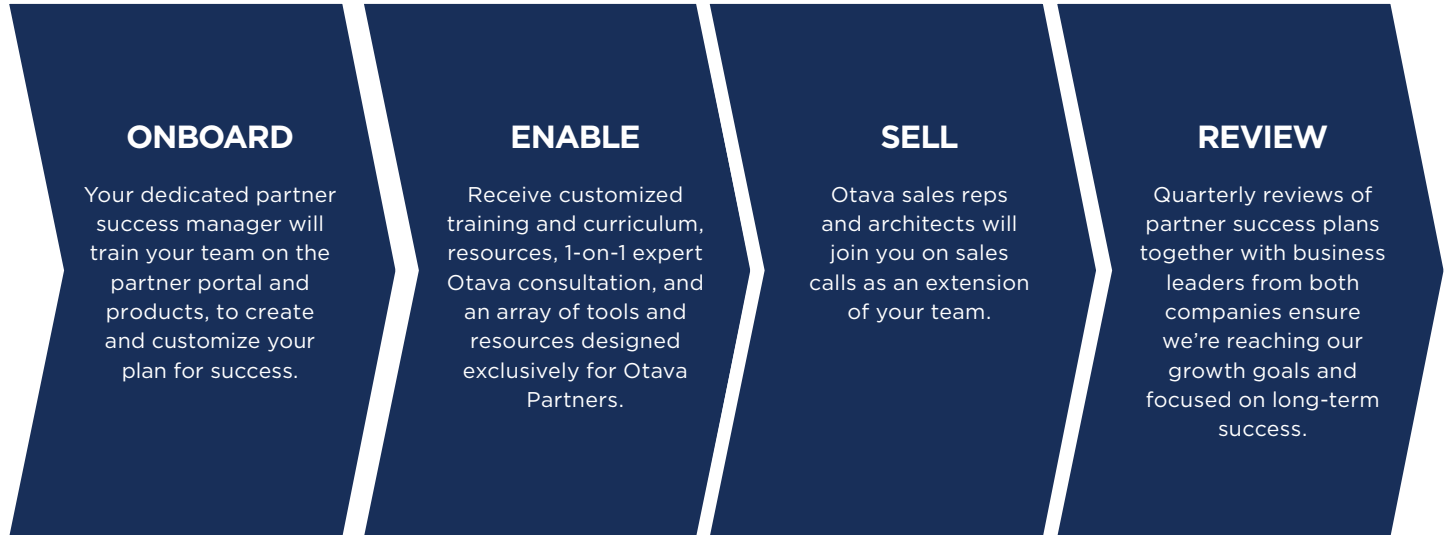 ONBOARD
Your dedicated partner
success manager will
train your team on the
partner portal and
products, to create
and customize your
plan for success.
ENABLE
Receive customized
training and curriculum,
resources, 1-on-1 expert
Otava consultation, and
an array of tools and
resources designed
exclusively for Otava
Partners.
SELL
Otava sales reps
and architects will
join you on sales
calls as an extension
of your team.
REVIEW
Quarterly reviews of
partner success plans
together with business
leaders from both
companies ensure
we’re reaching our
growth goals and
focused on long-term
success.